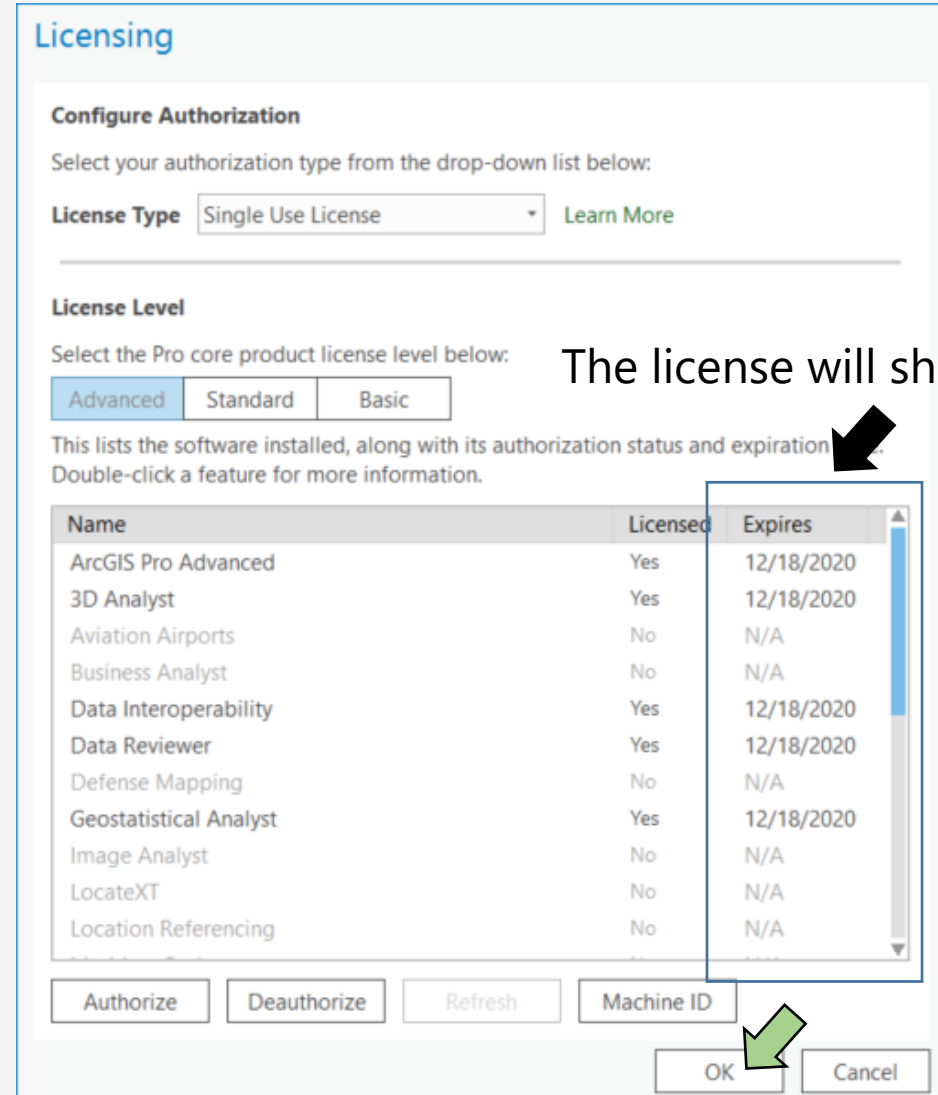 Licensing
Configure Authorization
Select your authorization type from the drop-down list below:
License Type Single Use License Learn More
License Level
Select the Pro core product license level below:
The license will sh
Advanced Standard Basic
This lists the software installed, along with its authorization status and expiration
Double-click a feature for more information.
Name Licensed Expires
ArcGIS Pro Advanced Yes 12/18/2020
3D Analyst Yes 12/18/2020
Aviation Airports No N/A
Business Analyst No N/A
Data Interoperability Yes 12/18/2020
Data Reviewer Yes 12/18/2020
Defense Mapping No N/A
Geostatistical Analyst Yes 12/18/2020
Image Analyst No N/A
LocateXT No N/A
Location Referencing No N/A
Authorize Deauthorize Refresh Machine ID
OK Cancel